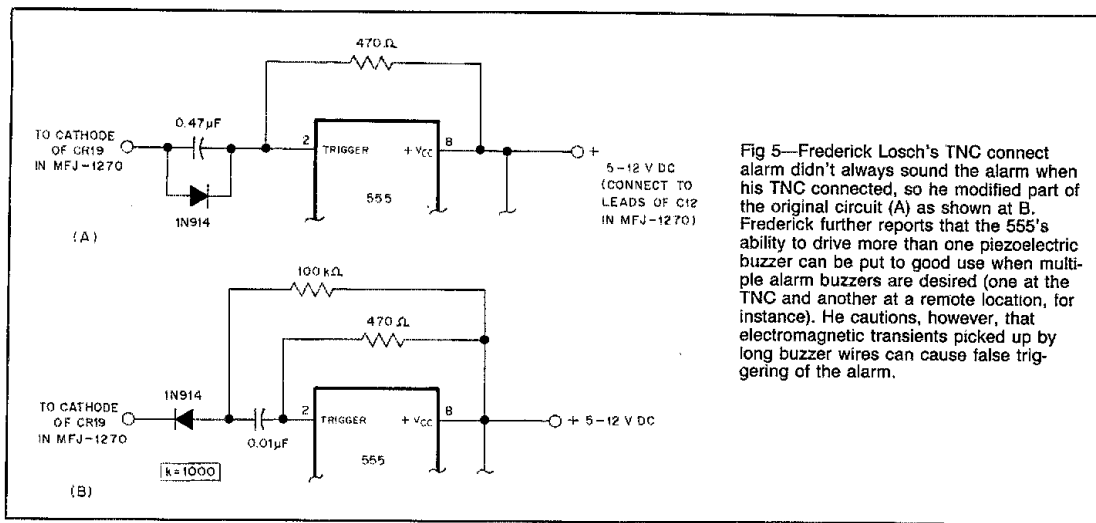 470 Ω
0.47µF
TO CATHODE
OF CR19
IN MFJ-1270
2
TRIGGER
+ VCC
8
555
1N914
(A)
+
5-12 V DC
(CONNECT TO
LEADS OF C12
IN MFJ-1270)
100 kΩ
470 Ω
1N914
TO CATHODE
OF CR19
IN MFJ-1270
0.01µF
2
TRIGGER
+ VCC
8
555
+ 5-12 V DC
k=1000
(B)
Fig 5—Frederick Losch's TNC connect
alarm didn't always sound the alarm when
his TNC connected, so he modified part of
the original circuit (A) as shown at B.
Frederick further reports that the 555's
ability to drive more than one piezoelectric
buzzer can be put to good use when multi-
ple alarm buzzers are desired (one at the
TNC and another at a remote location, for
instance). He cautions, however, that
electromagnetic transients picked up by
long buzzer wires can cause false trig-
gering of the alarm.